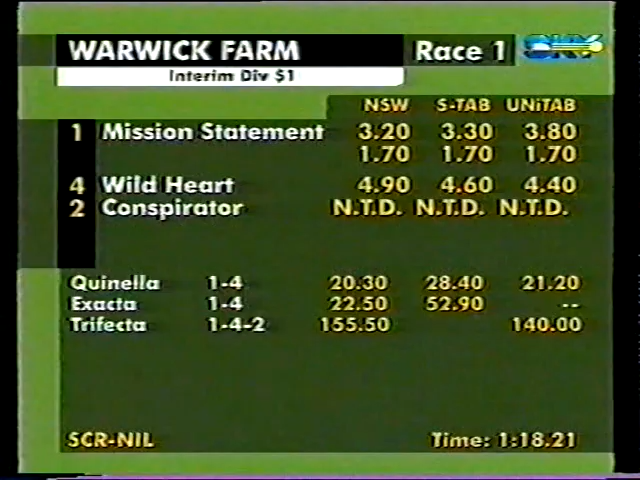 WARWICK FARM Race 1 SKY
Interim Div $1
NSW S-TAB UNiTAB
1 Mission Statement 3.20 3.30 3.80
1.70 1.70 1.70
4 Wild Heart 4.90 4.60 4.40
2 Conspirator N.T.D. N.T.D. N.T.D.
Quinella 1-4 20.30 28.40 21.20
Exacta 1-4 22.50 52.90 --
Trifecta 1-4-2 155.50 140.00
SCR-NIL Time: 1:18.21